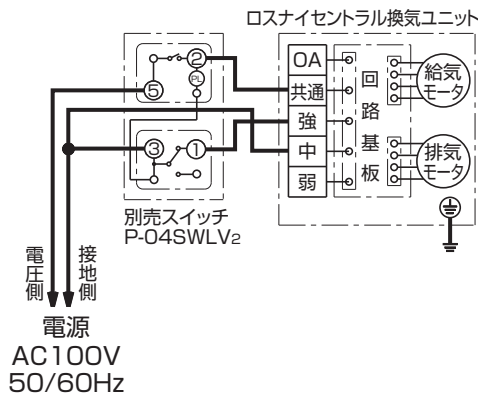 ロスナイセントラル換気ユニット
OA
共通
強
中
弱
回路基板
給気
モータ
排気
モータ
②
PL
⑤
③
①
別売スイッチ
P-04SWLV₂
電圧側
接地側
電源
AC100V
50/60Hz